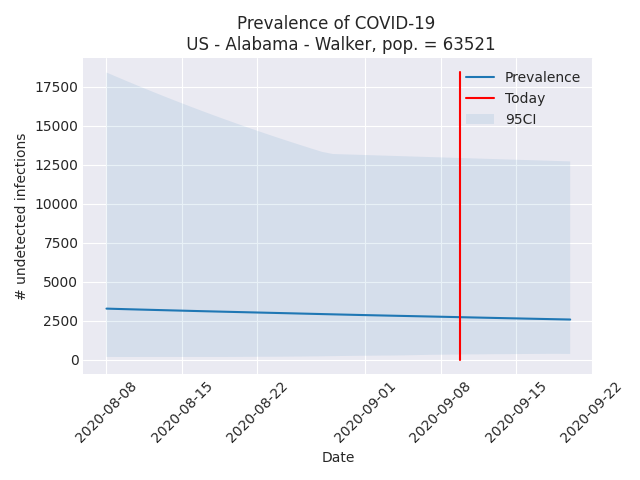 Prevalence of COVID-19
US - Alabama - Walker, pop. = 63521
Prevalence
Today
95CI
# undetected infections
17500
15000
12500
10000
7500
5000
2500
0
2020-08-08
2020-08-15
2020-08-22
2020-09-01
2020-09-08
2020-09-15
2020-09-22
Date